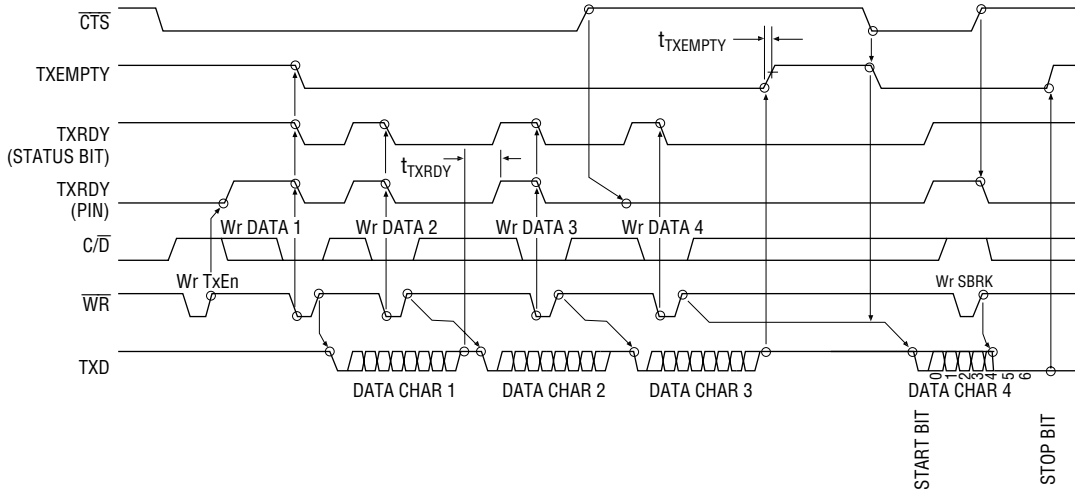 CTS
tTXEMPTY
TXEMPTY
TXRDY
(STATUS BIT)
tTXRDY
TXRDY
(PIN)
Wr DATA 1
Wr DATA 2
Wr DATA 3
Wr DATA 4
C/D
Wr TxEn
Wr SBRK
WR
TXD
0
1
2
3
4
5
6
DATA CHAR 1
DATA CHAR 2
DATA CHAR 3
DATA CHAR 4
START BIT
STOP BIT